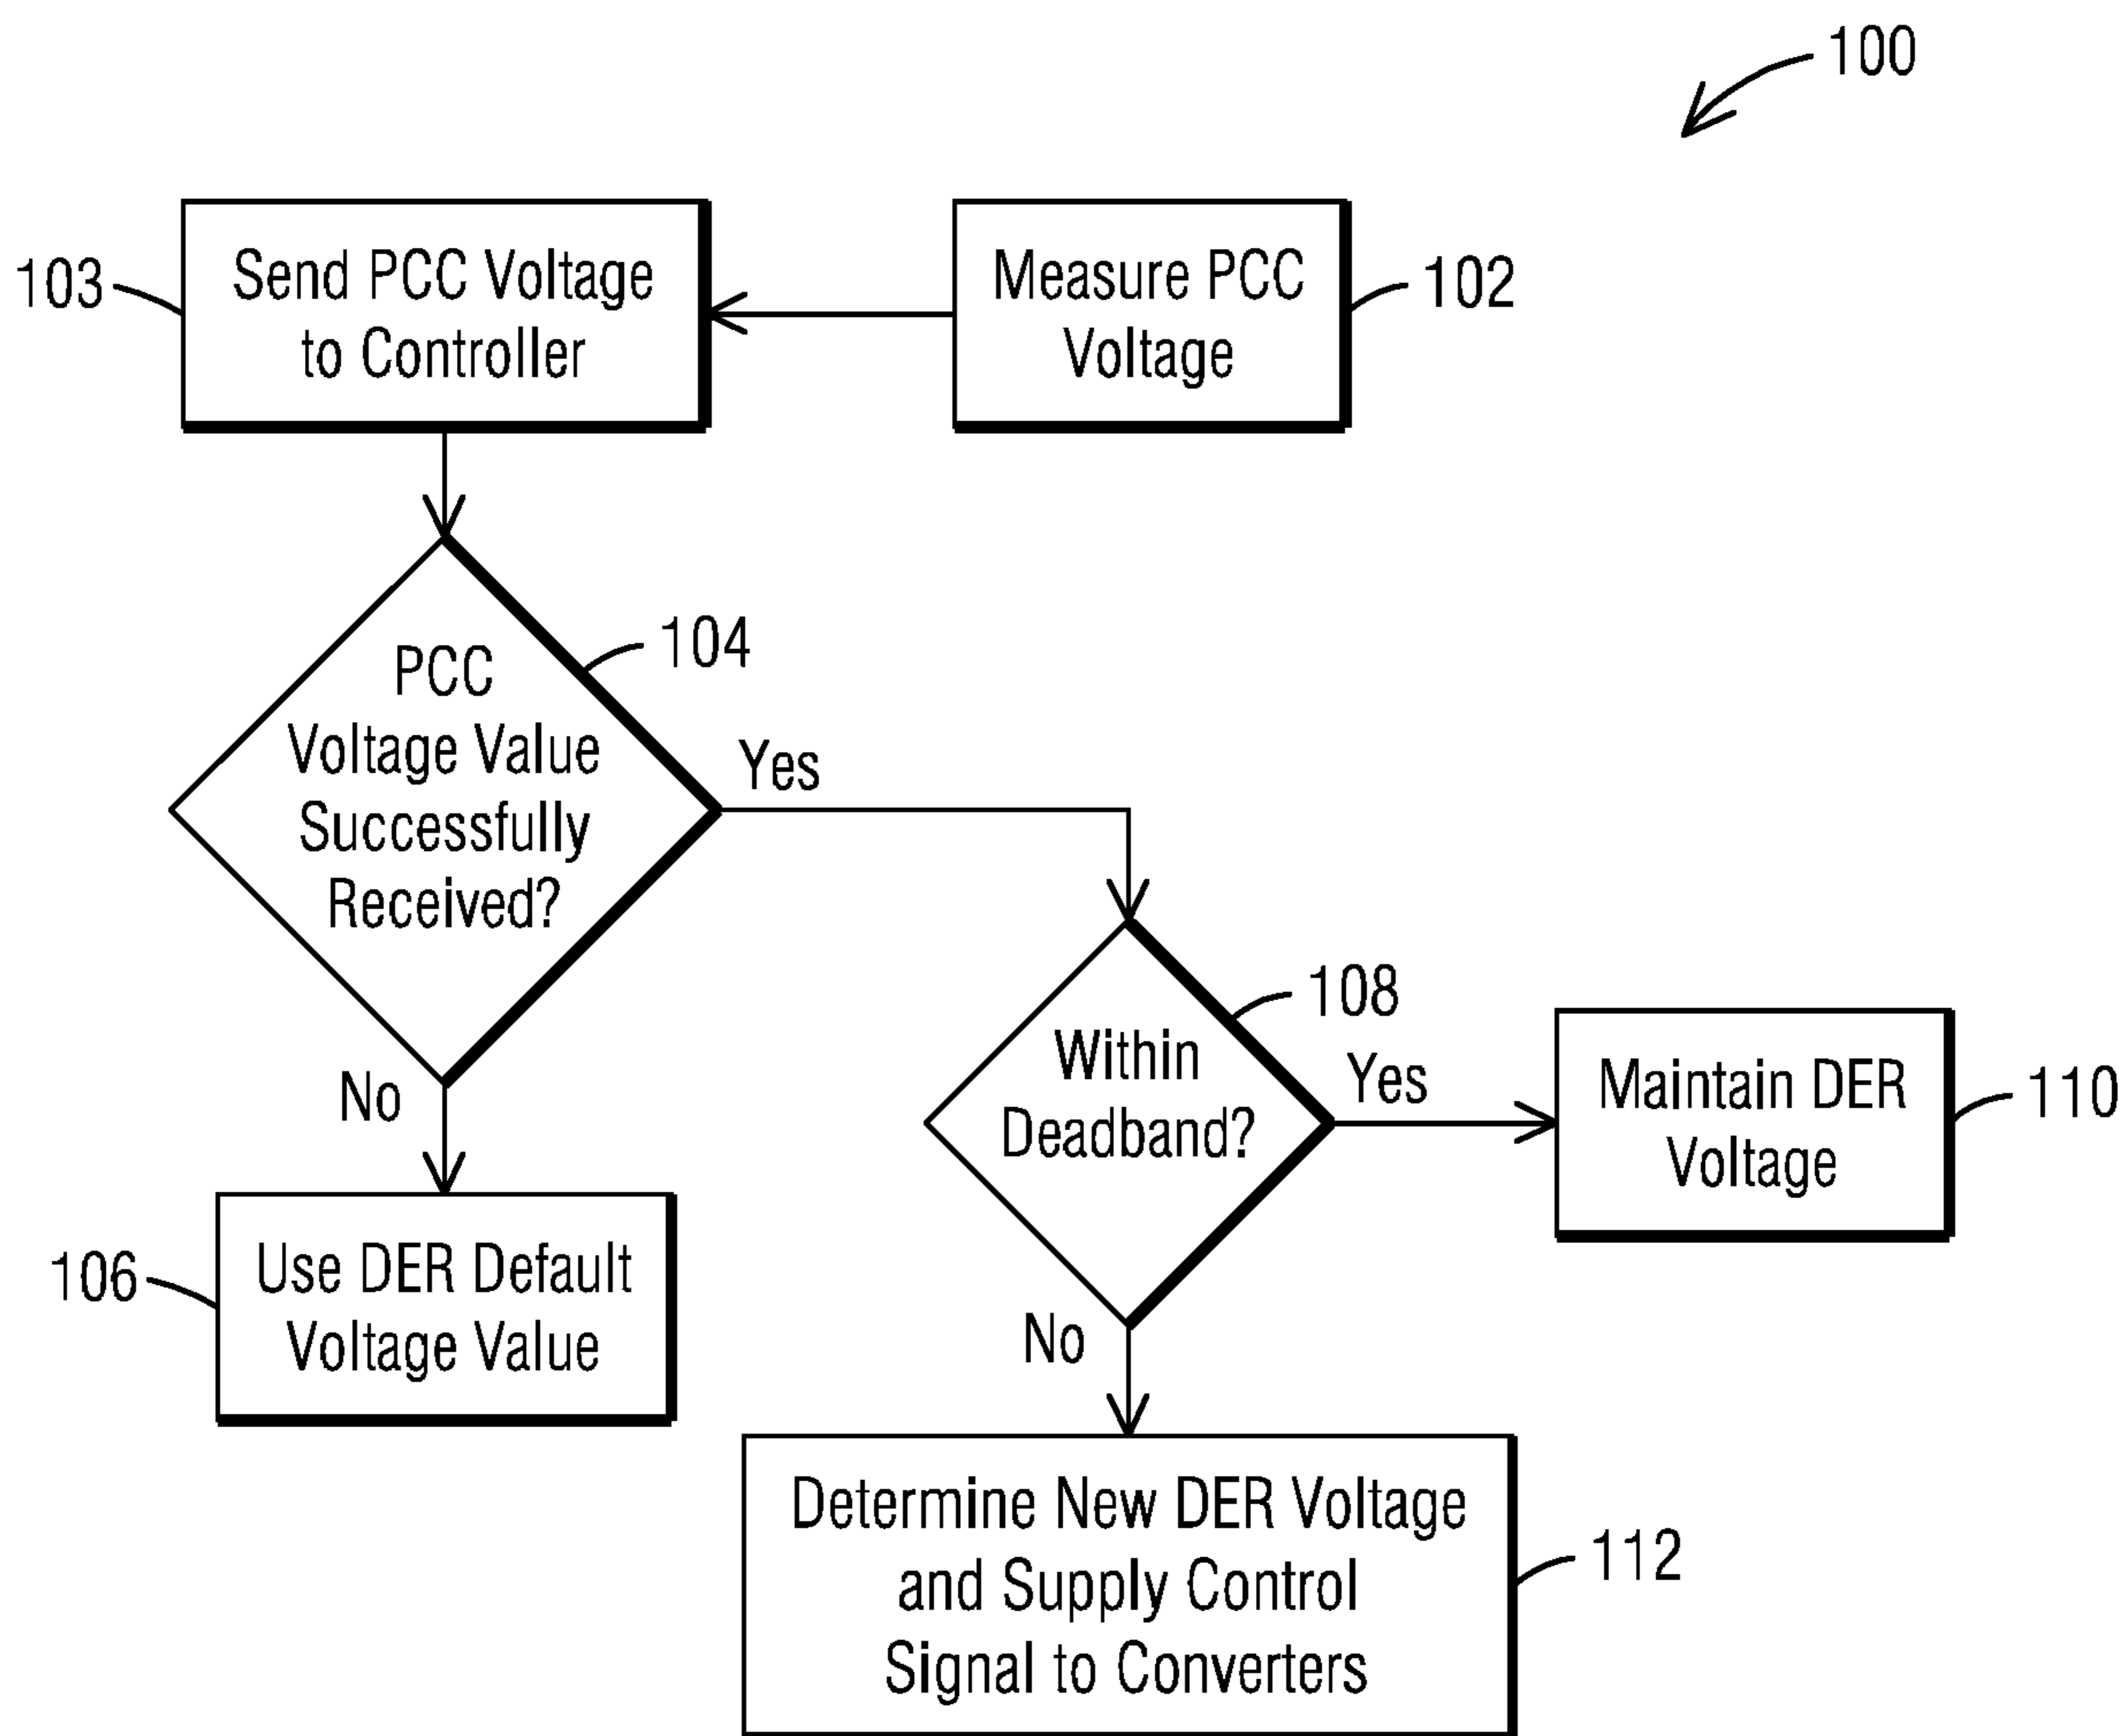 100
103
Send PCC Voltage
to Controller
Measure PCC
Voltage
102
104
PCC
Voltage Value
Successfully
Received?
Yes
No
108
Within
Deadband?
Yes
Maintain DER
Voltage
110
106
Use DER Default
Voltage Value
No
Determine New DER Voltage
and Supply Control
Signal to Converters
112